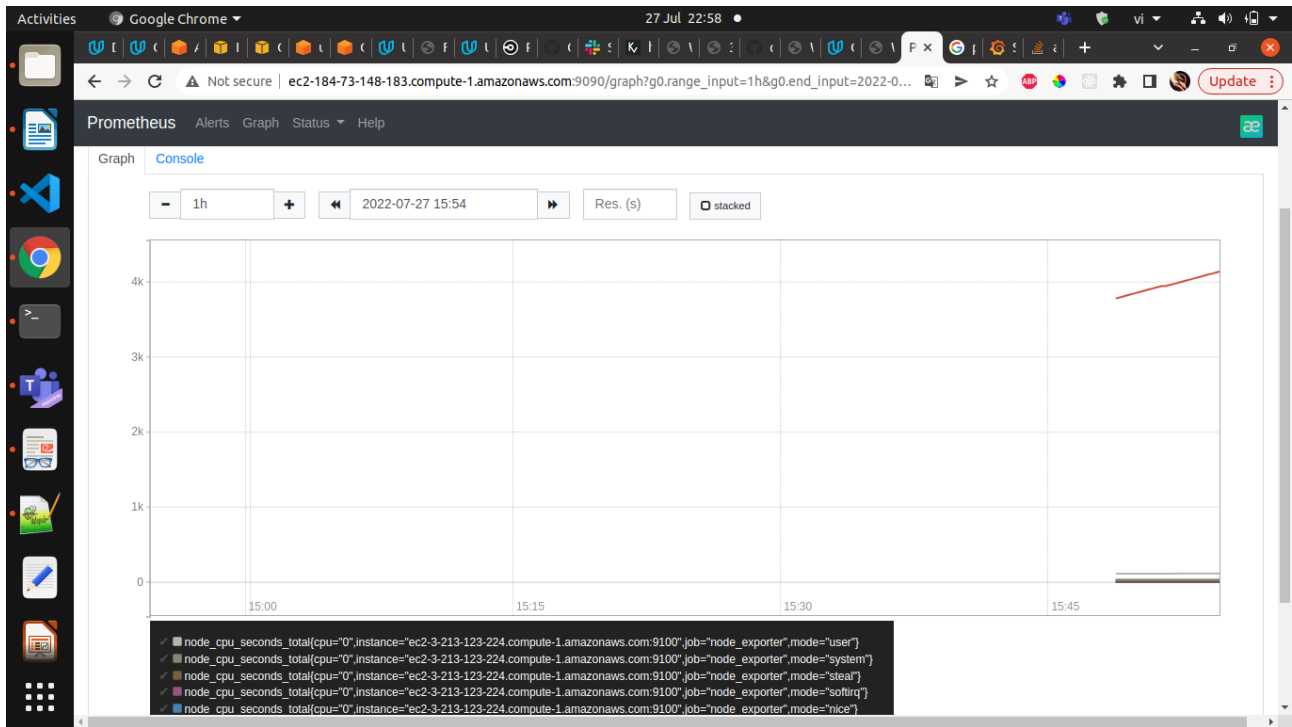 Activities Google Chrome 27 Jul 22:58 vi
Not secure ec2-184-73-148-183.compute-1.amazonaws.com:9090/graph?g0.range_input=1h&g0.end_input=2022-0... ABP Update
Prometheus Alerts Graph Status Help æ
Graph Console
1h 2022-07-27 15:54 Res. (s) stacked
4k
3k
2k
1k
0
15:00 15:15 15:30 15:45
node_cpu_seconds_total{cpu="0",instance="ec2-3-213-123-224.compute-1.amazonaws.com:9100",job="node_exporter",mode="user"}
node_cpu_seconds_total{cpu="0",instance="ec2-3-213-123-224.compute-1.amazonaws.com:9100",job="node_exporter",mode="system"}
node_cpu_seconds_total{cpu="0",instance="ec2-3-213-123-224.compute-1.amazonaws.com:9100",job="node_exporter",mode="steal"}
node_cpu_seconds_total{cpu="0",instance="ec2-3-213-123-224.compute-1.amazonaws.com:9100",job="node_exporter",mode="softirq"}
node_cpu_seconds_total{cpu="0",instance="ec2-3-213-123-224.compute-1.amazonaws.com:9100",job="node_exporter",mode="nice"}